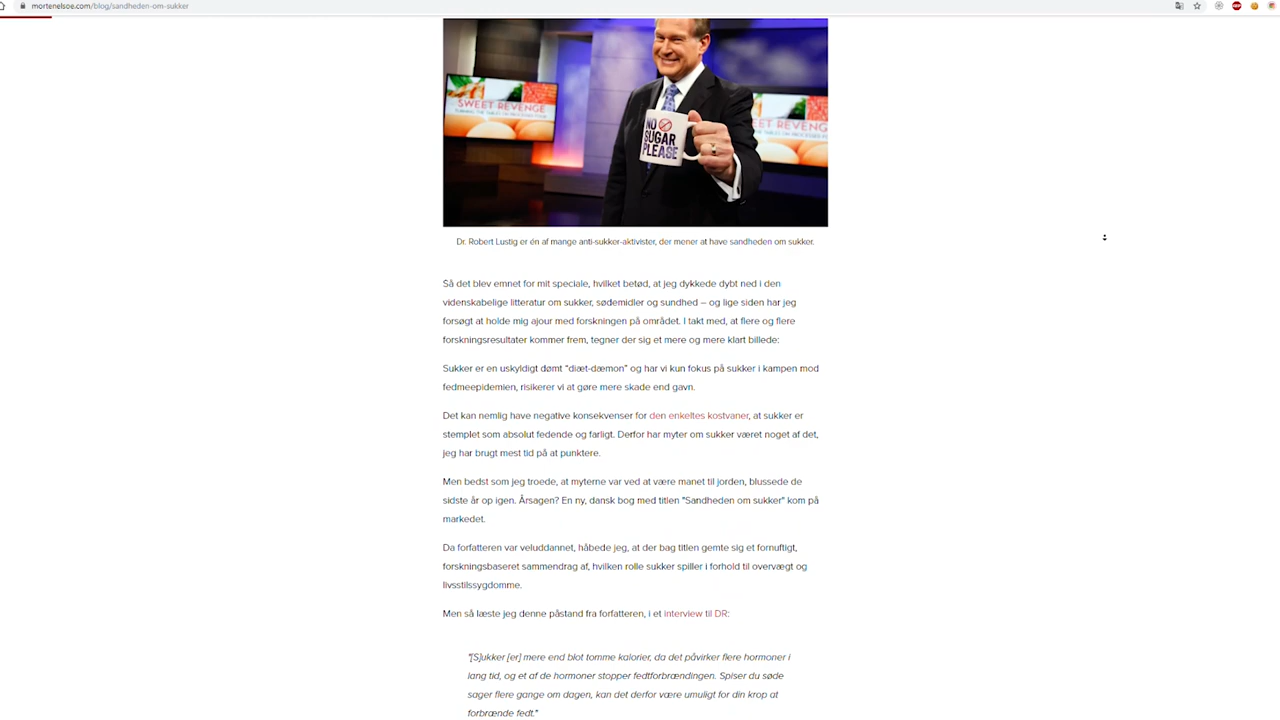 mortenelsoe.com/blog/sandheden-om-sukker
SWEET REVENGE
NO
SUGAR
PLEASE
Dr. Robert Lustig er én af mange anti-sukker-aktivister, der mener at have sandheden om sukker.
Så det blev emnet for mit speciale, hvilket betød, at jeg dykkede dybt ned i den
videnskabelige litteratur om sukker, sødemidler og sundhed – og lige siden har jeg
forsøgt at holde mig ajour med forskningen på området. I takt med, at flere og flere
forskningsresultater kommer frem, tegner der sig et mere og mere klart billede:
Sukker er en uskyldigt dømt "diæt-dæmon" og har vi kun fokus på sukker i kampen mod
fedmeepidemien, risikerer vi at gøre mere skade end gavn.
Det kan nemlig have negative konsekvenser for den enkeltes kostvaner, at sukker er
stemplet som absolut fedende og farligt. Derfor har myter om sukker været noget af det,
jeg har brugt mest tid på at punktere.
Men bedst som jeg troede, at myterne var ved at være manet til jorden, blussede de
sidste år op igen. Årsagen? En ny, dansk bog med titlen "Sandheden om sukker" kom på
markedet.
Da forfatteren var veluddannet, håbede jeg, at der bag titlen gemte sig et fornuftigt,
forskningsbaseret sammendrag af, hvilken rolle sukker spiller i forhold til overvægt og
livsstilssygdomme.
Men så læste jeg denne påstand fra forfatteren, i et interview til DR:
"[S]ukker [er] mere end blot tomme kalorier, da det påvirker flere hormoner i
lang tid, og et af de hormoner stopper fedtforbrændingen. Spiser du søde
sager flere gange om dagen, kan det derfor være umuligt for din krop at
forbrænde fedt."